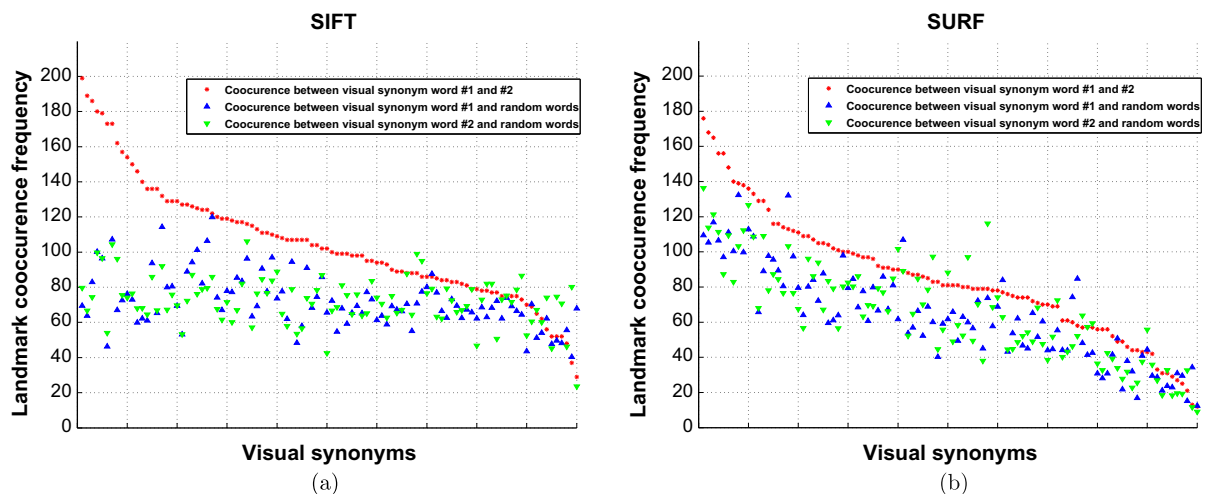 SIFT
Landmark cooccurence frequency
200
180
160
140
120
100
80
60
40
20
0
Coocurence between visual synonym word #1 and #2
Coocurence between visual synonym word #1 and random words
Coocurence between visual synonym word #2 and random words
Visual synonyms
(a)
SURF
Landmark cooccurence frequency
200
180
160
140
120
100
80
60
40
20
0
Coocurence between visual synonym word #1 and #2
Coocurence between visual synonym word #1 and random words
Coocurence between visual synonym word #2 and random words
Visual synonyms
(b)